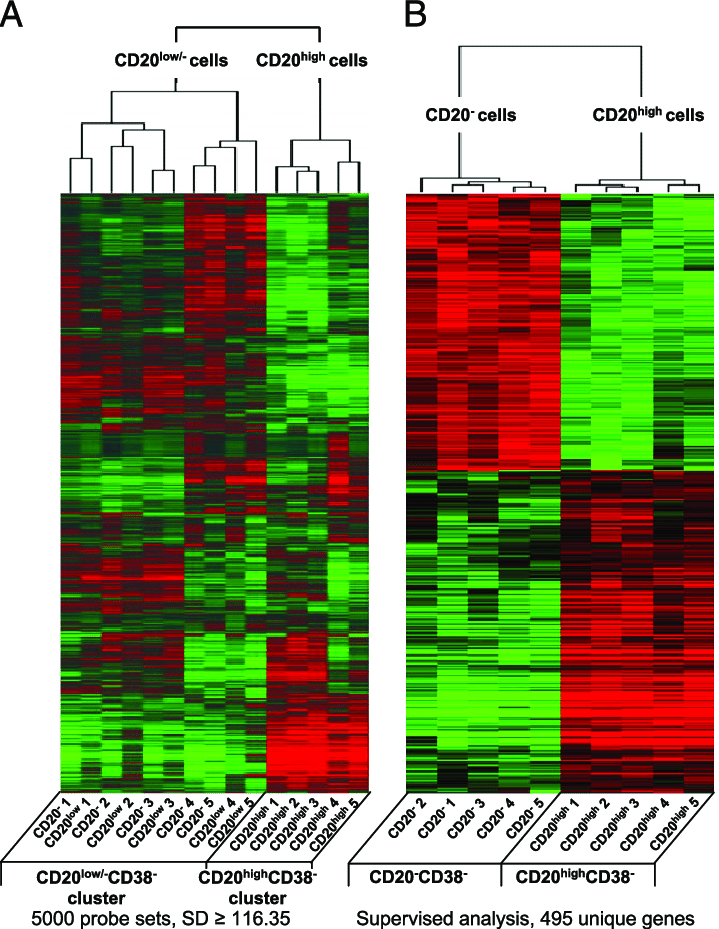 A
B
CD20low/- cells
CD20high cells
CD20- cells
CD20high cells
CD20- 1
CD20low 1
CD20- 2
CD20low 2
CD20- 3
CD20low 3
CD20- 4
CD20- 5
CD20low 4
CD20low 5
CD20high 1
CD20high 2
CD20high 3
CD20high 4
CD20high 5
CD20- 2
CD20- 1
CD20- 3
CD20- 4
CD20- 5
CD20high 1
CD20high 2
CD20high 3
CD20high 4
CD20high 5
CD20low/-CD38-
cluster
CD20highCD38-
cluster
CD20-CD38-
CD20highCD38-
5000 probe sets, SD ≥ 116.35
Supervised analysis, 495 unique genes